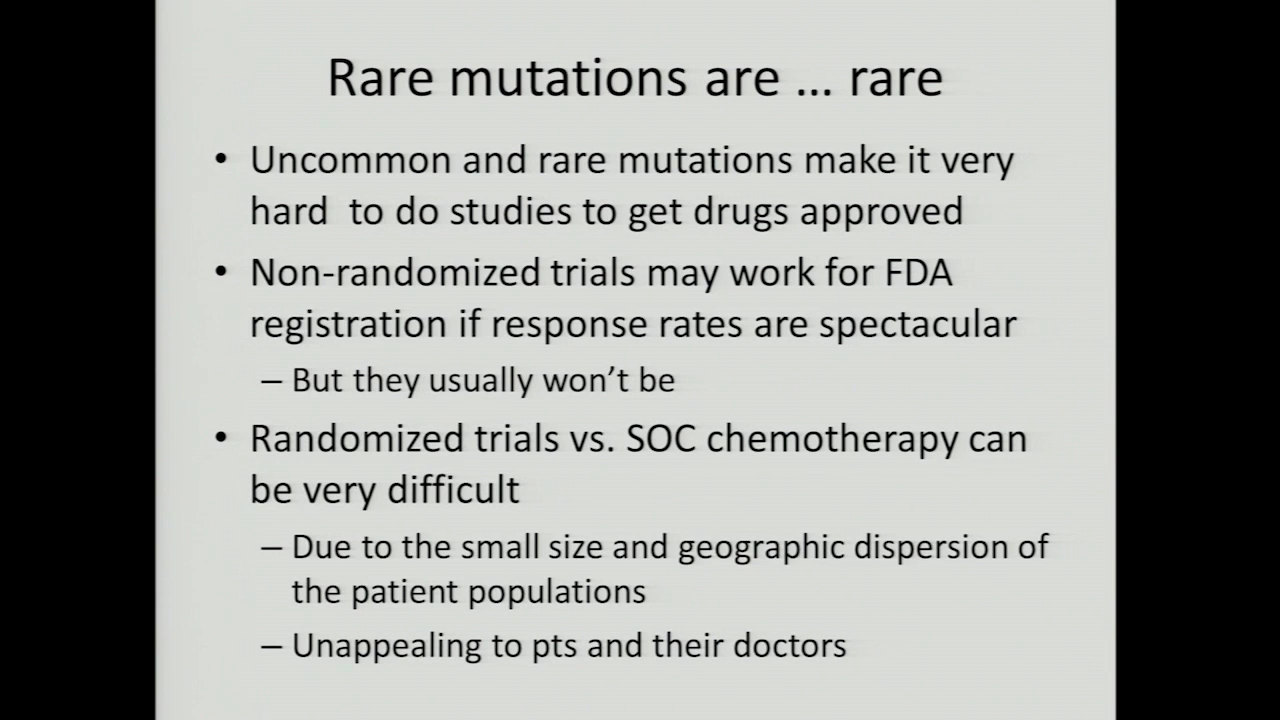 Rare mutations are ... rare
• Uncommon and rare mutations make it very
hard  to do studies to get drugs approved
• Non-randomized trials may work for FDA
registration if response rates are spectacular
– But they usually won’t be
• Randomized trials vs. SOC chemotherapy can
be very difficult
– Due to the small size and geographic dispersion of
the patient populations
– Unappealing to pts and their doctors